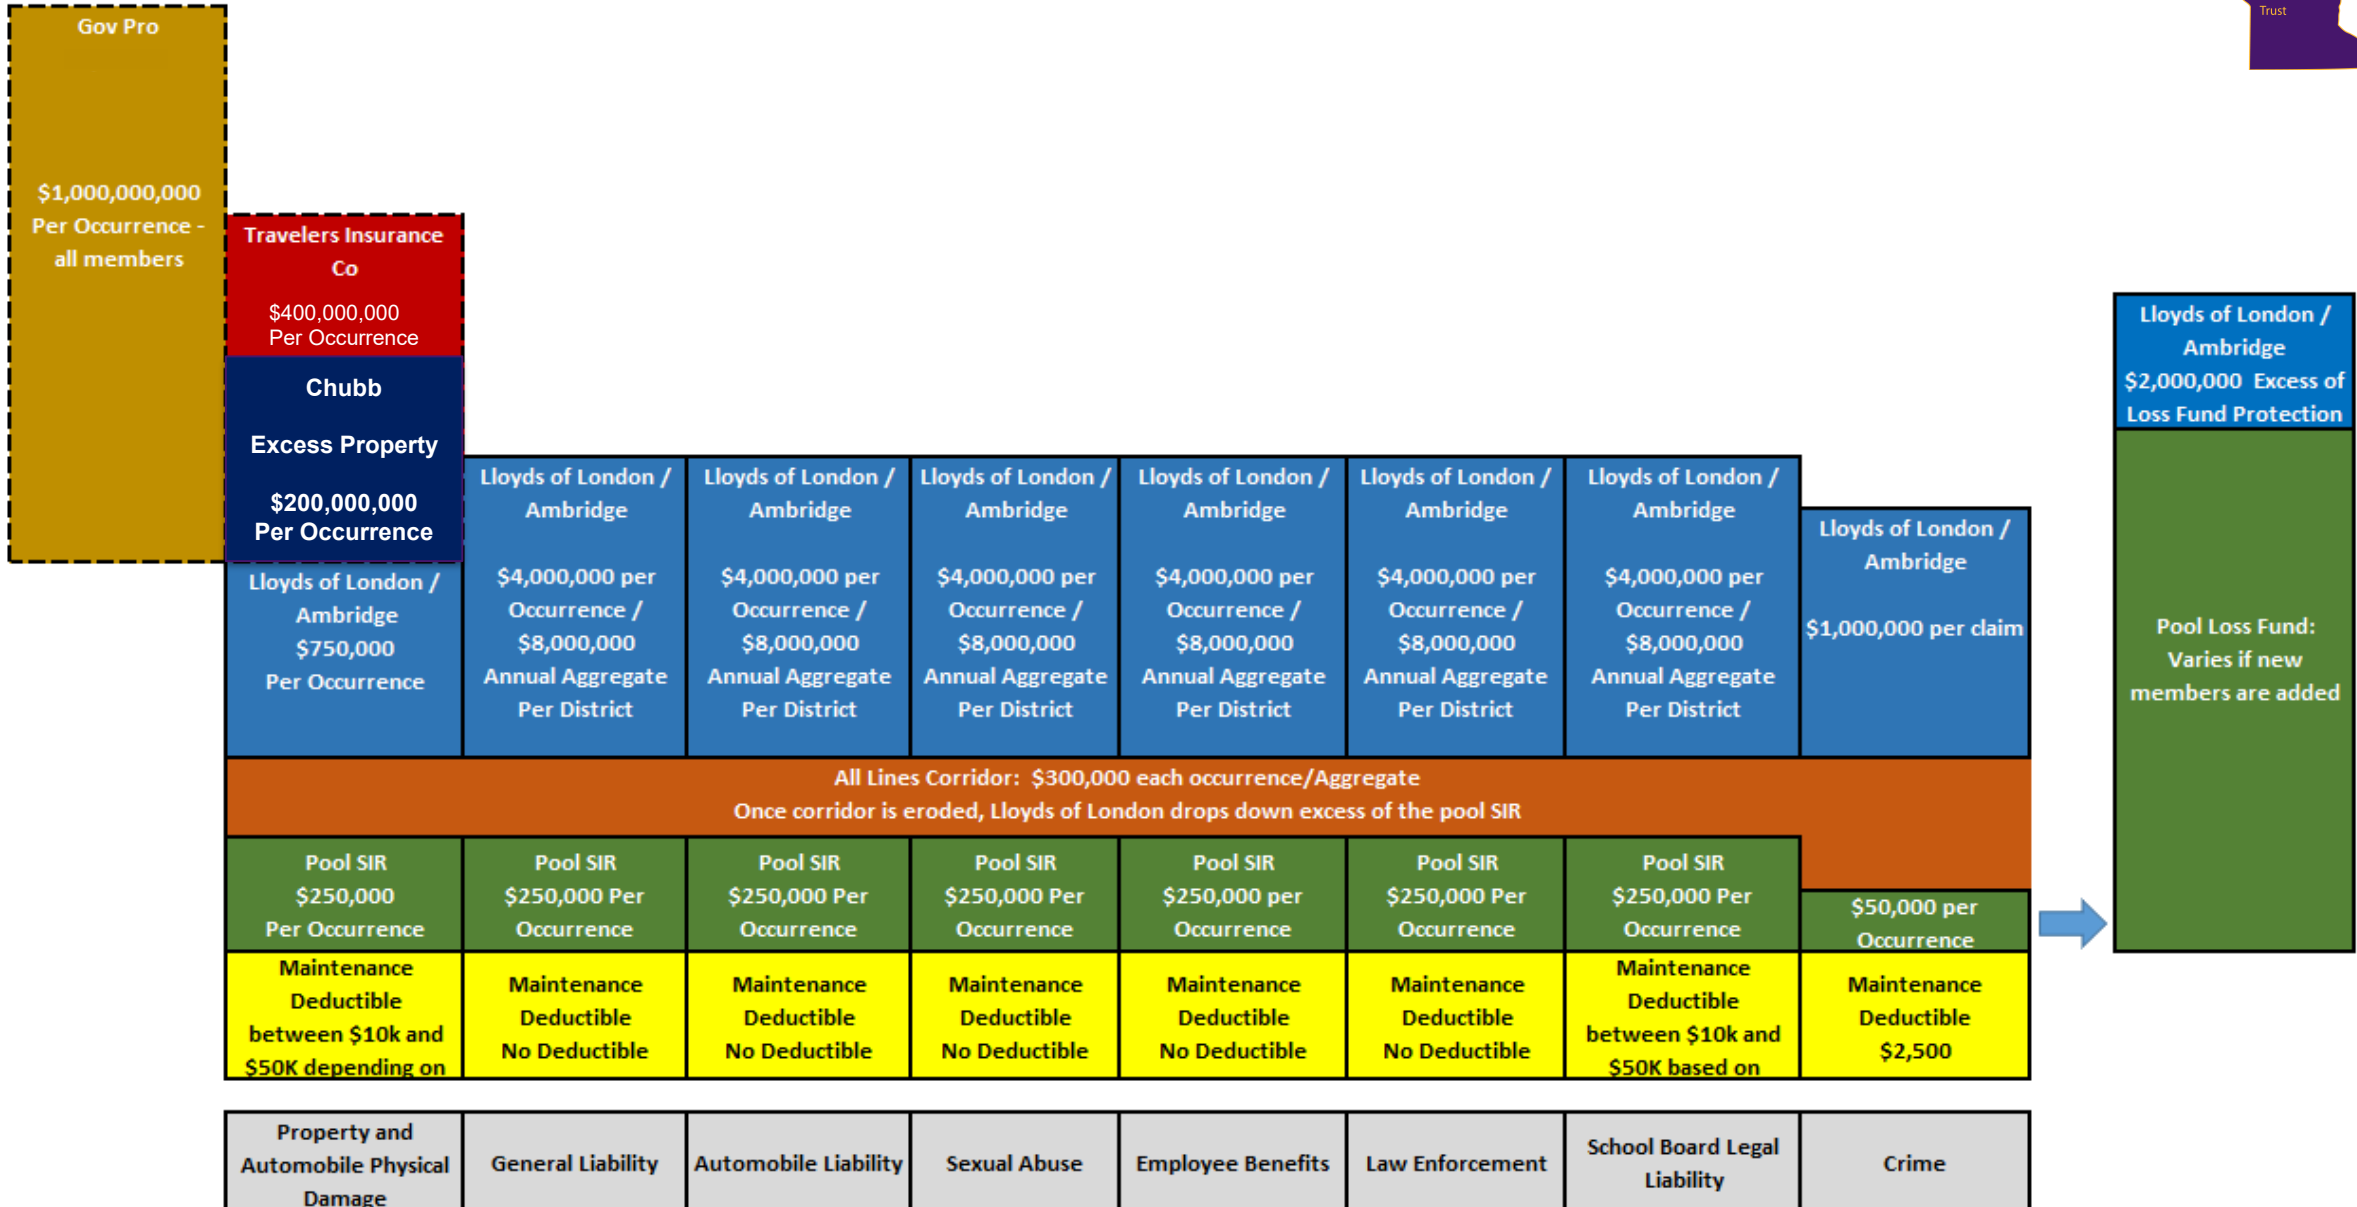 Gov Pro
$1,000,000,000
Per Occurrence -
all members
Trust
Travelers Insurance
Co
$400,000,000
Per Occurrence
Chubb
Excess Property
$200,000,000
Per Occurrence
Lloyds of London /
Ambridge
$750,000
Per Occurrence
Lloyds of London /
Ambridge
$4,000,000 per
Occurrence /
$8,000,000
Annual Aggregate
Per District
Lloyds of London /
Ambridge
$4,000,000 per
Occurrence /
$8,000,000
Annual Aggregate
Per District
Lloyds of London /
Ambridge
$4,000,000 per
Occurrence /
$8,000,000
Annual Aggregate
Per District
Lloyds of London /
Ambridge
$4,000,000 per
Occurrence /
$8,000,000
Annual Aggregate
Per District
Lloyds of London /
Ambridge
$4,000,000 per
Occurrence /
$8,000,000
Annual Aggregate
Per District
Lloyds of London /
Ambridge
$4,000,000 per
Occurrence /
$8,000,000
Annual Aggregate
Per District
Lloyds of London /
Ambridge
$1,000,000 per claim
Lloyds of London /
Ambridge
$2,000,000 Excess of
Loss Fund Protection
Pool Loss Fund:
Varies if new
members are added
All Lines Corridor: $300,000 each occurrence/Aggregate
Once corridor is eroded, Lloyds of London drops down excess of the pool SIR
Pool SIR
$250,000
Per Occurrence
Pool SIR
$250,000 Per
Occurrence
Pool SIR
$250,000 Per
Occurrence
Pool SIR
$250,000 Per
Occurrence
Pool SIR
$250,000 per
Occurrence
Pool SIR
$250,000 Per
Occurrence
Pool SIR
$250,000 Per
Occurrence
$50,000 per
Occurrence
Maintenance
Deductible
between $10k and
$50K depending on
Maintenance
Deductible
No Deductible
Maintenance
Deductible
No Deductible
Maintenance
Deductible
No Deductible
Maintenance
Deductible
No Deductible
Maintenance
Deductible
No Deductible
Maintenance
Deductible
between $10k and
$50K based on
Maintenance
Deductible
$2,500
Property and
Automobile Physical
Damage
General Liability
Automobile Liability
Sexual Abuse
Employee Benefits
Law Enforcement
School Board Legal
Liability
Crime